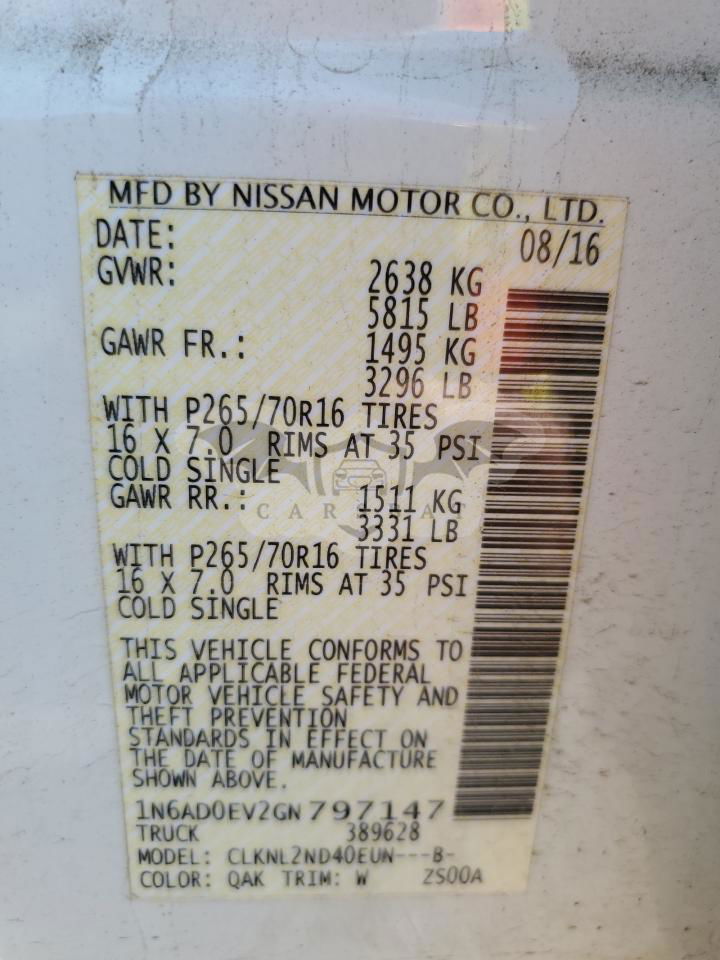 MFD BY NISSAN MOTOR CO., LTD.
DATE: 08/16
GVWR: 2638 KG
5815 LB
GAWR FR.: 1495 KG
3296 LB
WITH P265/70R16 TIRES
16 X 7.0 RIMS AT 35 PSI
COLD SINGLE
GAWR RR.: 1511 KG
3331 LB
WITH P265/70R16 TIRES
16 X 7.0 RIMS AT 35 PSI
COLD SINGLE
THIS VEHICLE CONFORMS TO
ALL APPLICABLE FEDERAL
MOTOR VEHICLE SAFETY AND
THEFT PREVENTION
STANDARDS IN EFFECT ON
THE DATE OF MANUFACTURE
SHOWN ABOVE.
1N6AD0EV2GN797147
TRUCK 389628
MODEL: CLKNL2ND40EUN---B-
COLOR: QAK TRIM: W ZS00A